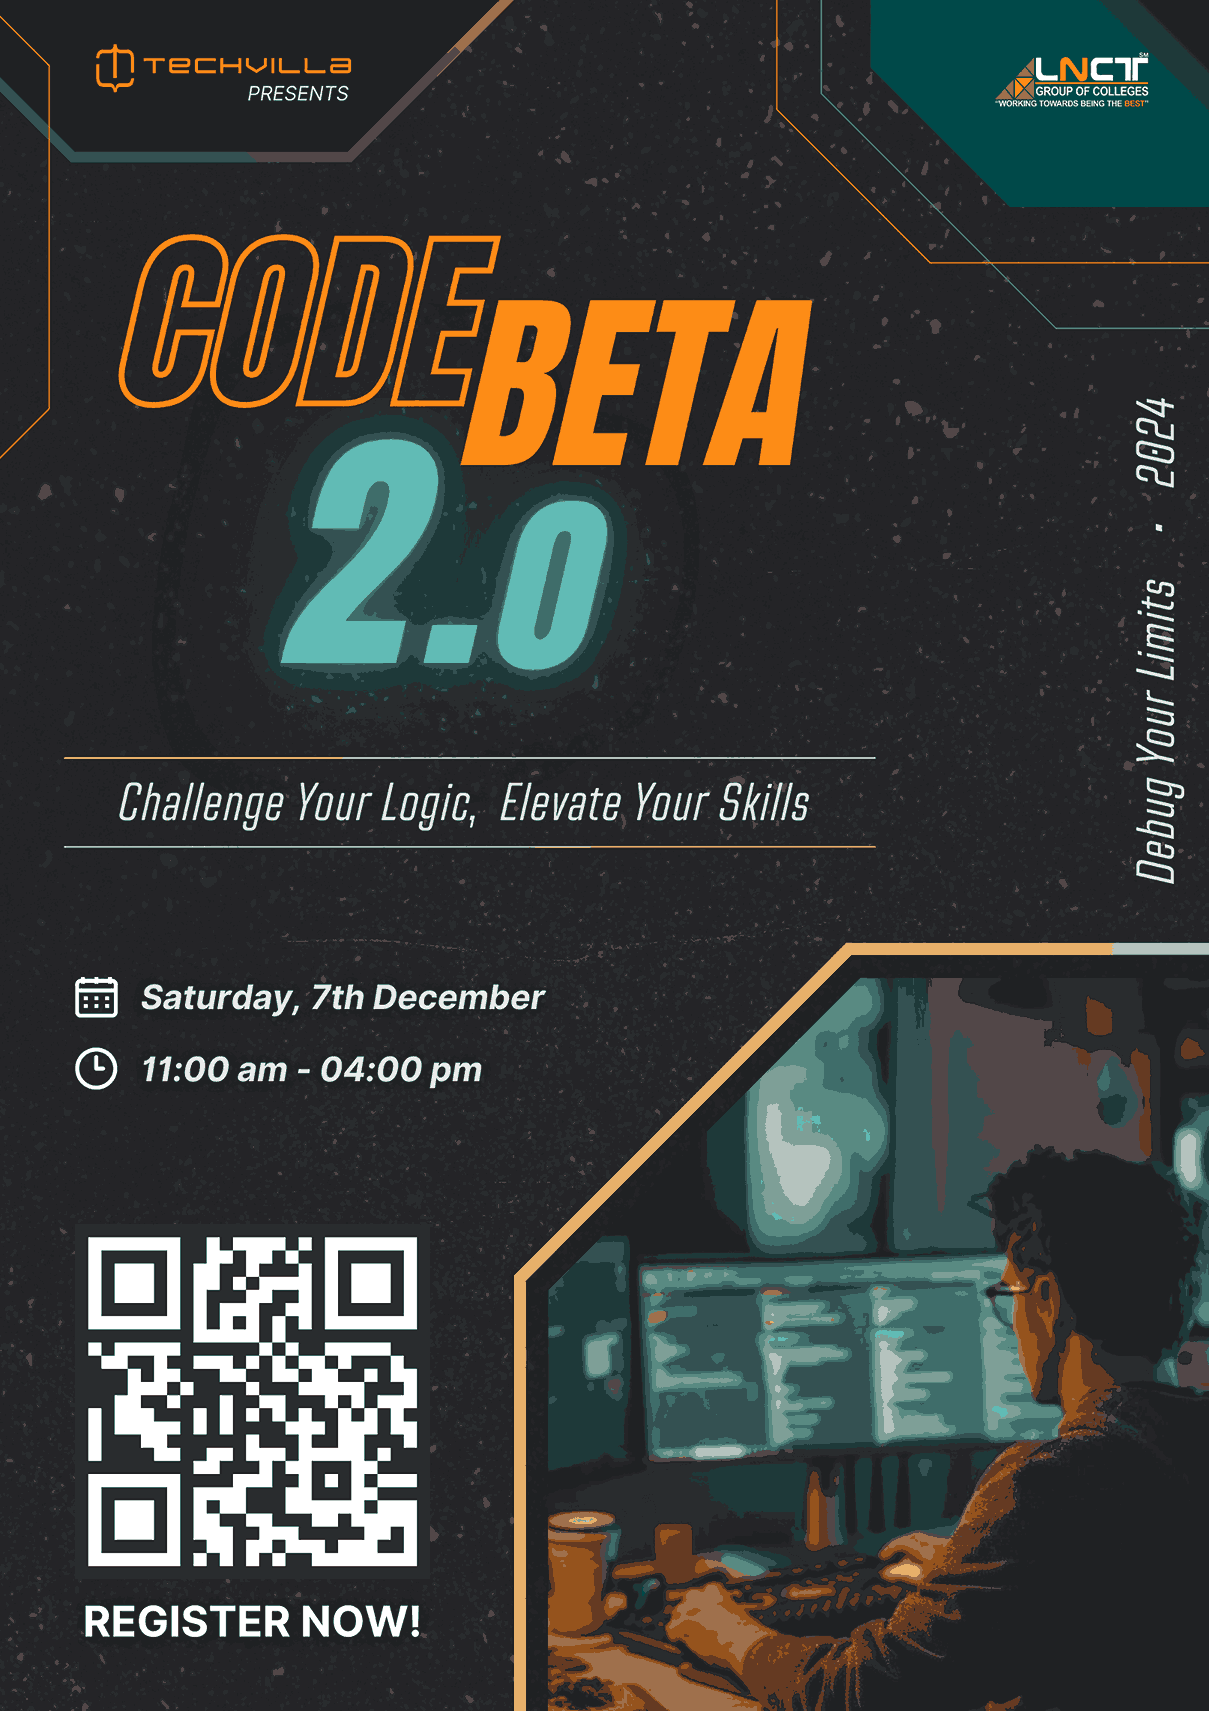 TECHVILLA
PRESENTS
LNCT SM
GROUP OF COLLEGES
"WORKING TOWARDS BEING THE BEST"
CODE
BETA
2.0
Debug Your Limits • 2024
Challenge Your Logic, Elevate Your Skills
Saturday, 7th December
11:00 am - 04:00 pm
REGISTER NOW!